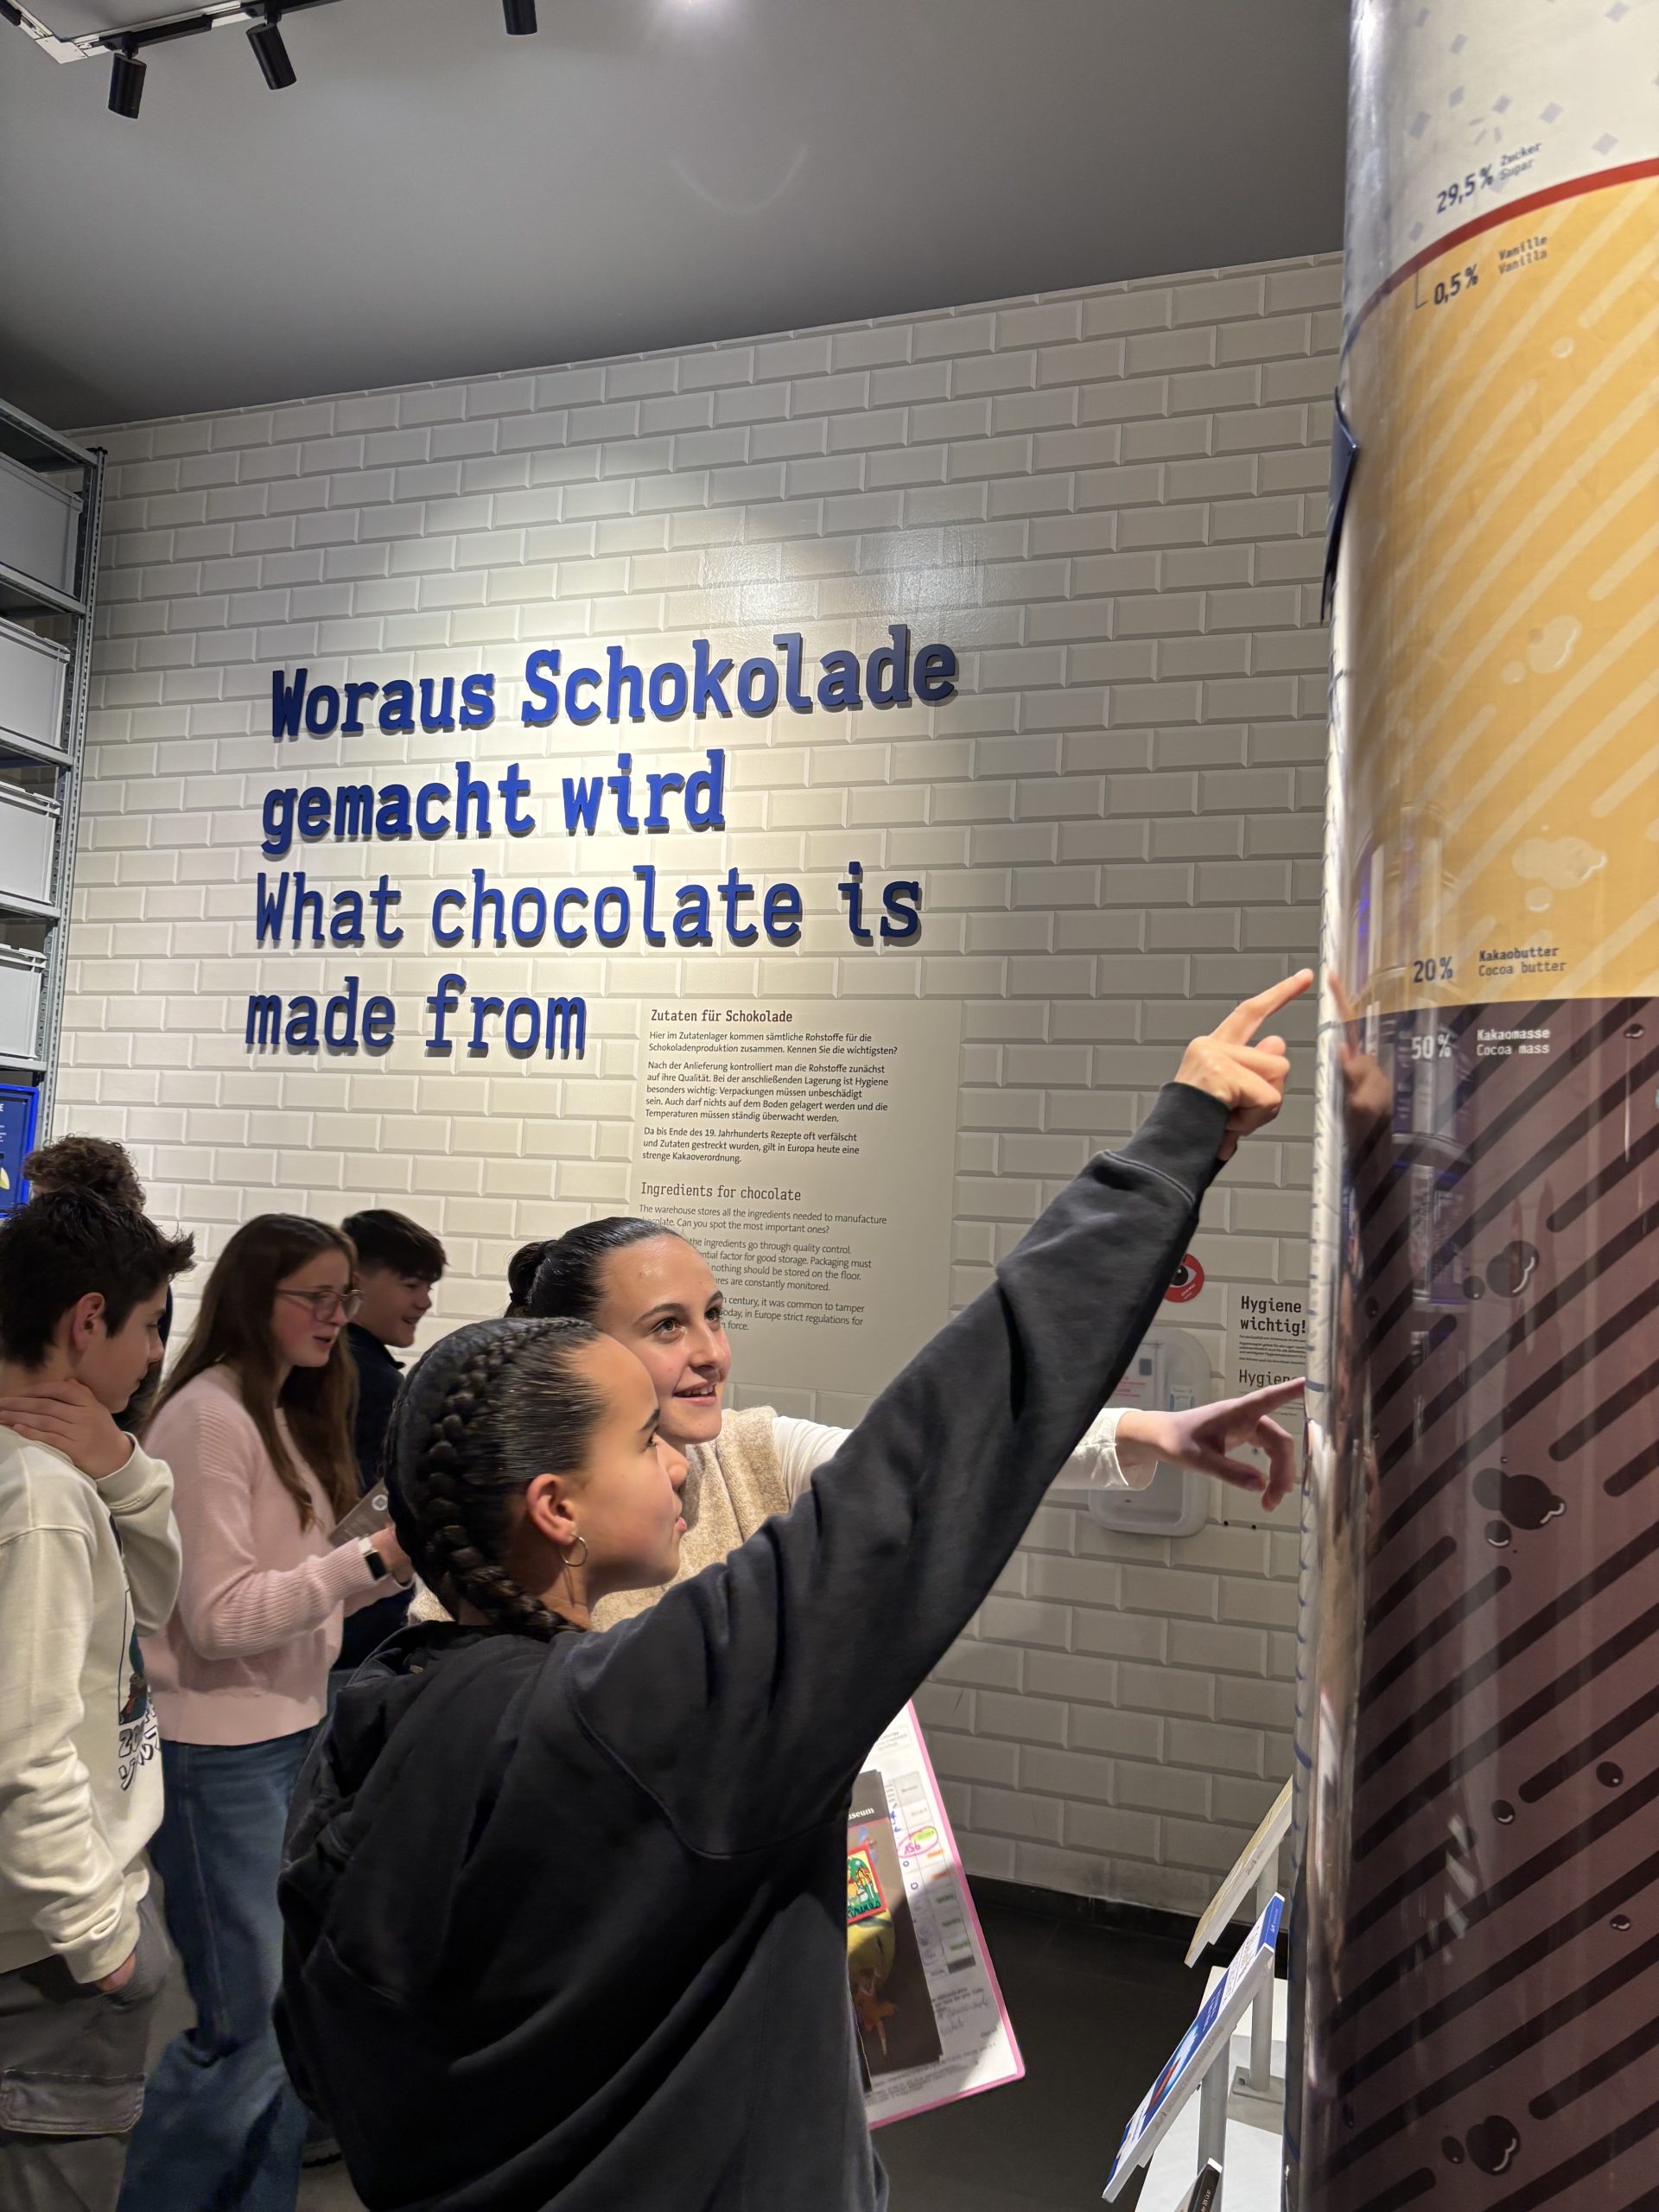 Woraus Schokolade
gemacht wird
What chocolate is
made from
Zutaten für Schokolade
Hier im Zutatenlager kommen sämtliche Rohstoffe für die
Schokoladenproduktion zusammen. Kennen Sie die wichtigsten?
Nach der Anlieferung kontrolliert man die Rohstoffe zunächst
auf ihre Qualität. Bei der anschließenden Lagerung ist Hygiene
besonders wichtig: Verpackungen müssen unbeschädigt
sein. Auch darf nichts auf dem Boden gelagert werden und die
Temperaturen müssen ständig überwacht werden.
Da bis Ende des 19. Jahrhunderts Rezepte oft verfälscht
und Zutaten gestreckt wurden, gilt in Europa heute eine
strenge Kakaoverordnung.
Ingredients for chocolate
The warehouse stores all the ingredients needed to manufacture
Can you spot the most important ones?
the ingredients go through quality control.
factor for good storage. Packaging must
nothing should be stored on the floor.
are constantly monitored.
century, it was common to tamper
in Europe strict regulations for
force.
29,5 % Zucker
Sugar
0,5 % Vanille
Vanilla
20 % Kakaobutter
Cocoa butter
50 % Kakaomasse
Cocoa mass
Hygiene
wichtig!
156